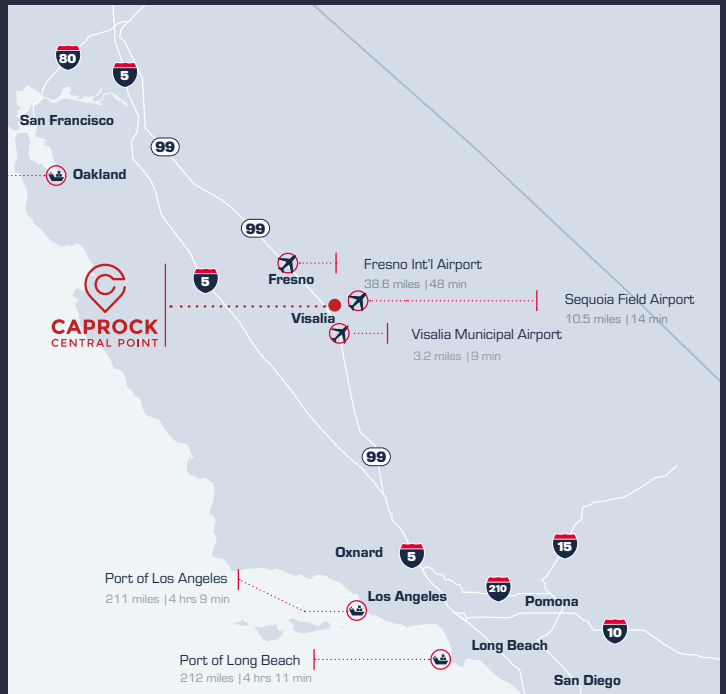 80
5
San Francisco
99
Oakland
99
Fresno Int'l Airport
38.6 miles | 48 min
Fresno
5
Sequoia Field Airport
10.5 miles | 14 min
CAPROCK
CENTRAL POINT
Visalia
Visalia Municipal Airport
3.2 miles | 9 min
99
Oxnard
5
15
Port of Los Angeles
211 miles | 4 hrs 9 min
Los Angeles
210
Pomona
10
Long Beach
Port of Long Beach
212 miles | 4 hrs 11 min
San Diego